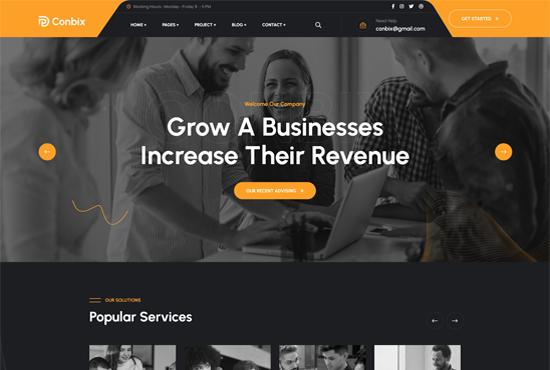 Conbix
Working Hours: Monday - Friday 9 - 5 PM
HOME +
PAGES +
PROJECT +
BLOG +
CONTACT +
Need Help
conbix@gmail.com
GET STARTED
Welcome Our Company
Grow A Businesses
Increase Their Revenue
OUR RECENT ADVISING
OUR SOLUTIONS
Popular Services